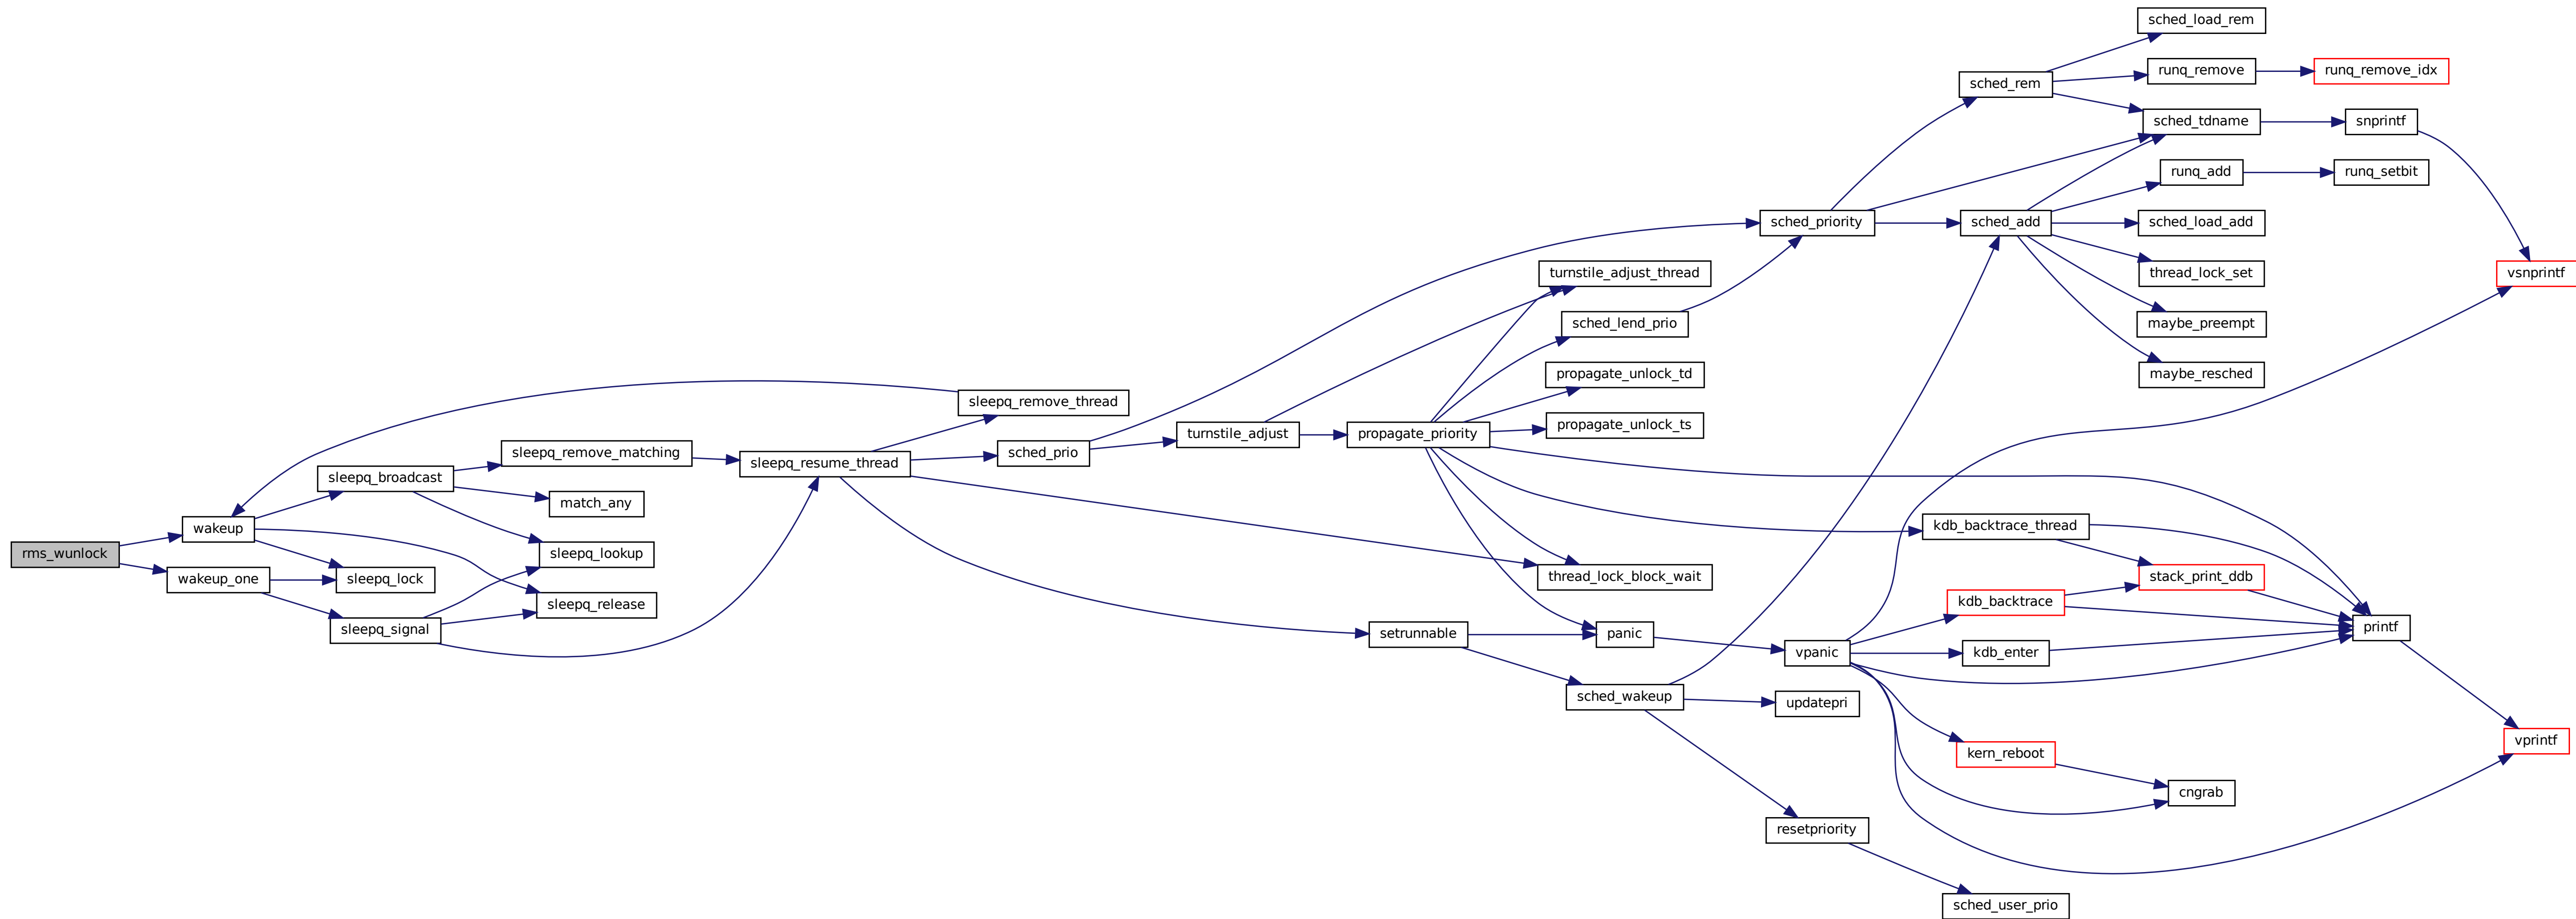 sched_load_rem
runq_remove
runq_remove_idx
sched_rem
sched_tdname
snprintf
runq_add
runq_setbit
sched_priority
sched_add
sched_load_add
turnstile_adjust_thread
thread_lock_set
vsnprintf
sched_lend_prio
maybe_preempt
propagate_unlock_td
maybe_resched
sleepq_remove_thread
propagate_unlock_ts
turnstile_adjust
propagate_priority
sleepq_remove_matching
sched_prio
sleepq_resume_thread
sleepq_broadcast
match_any
wakeup
kdb_backtrace_thread
rms_wunlock
sleepq_lookup
wakeup_one
sleepq_lock
thread_lock_block_wait
stack_print_ddb
sleepq_release
kdb_backtrace
sleepq_signal
setrunnable
panic
printf
vpanic
kdb_enter
sched_wakeup
updatepri
vprintf
kern_reboot
cngrab
resetpriority
sched_user_prio